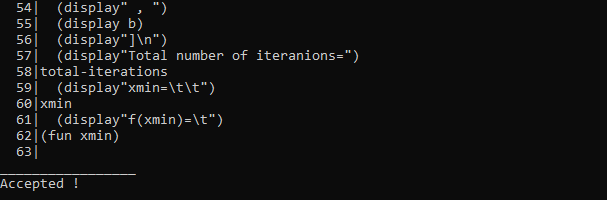 54|  (display" , ")
55|  (display b)
56|  (display"]\n")
57|  (display"Total number of iteranions=")
58|total-iterations
59|  (display"xmin=\t\t")
60|xmin
61|  (display"f(xmin)=\t")
62|(fun xmin)
63|
_________________
Accepted !